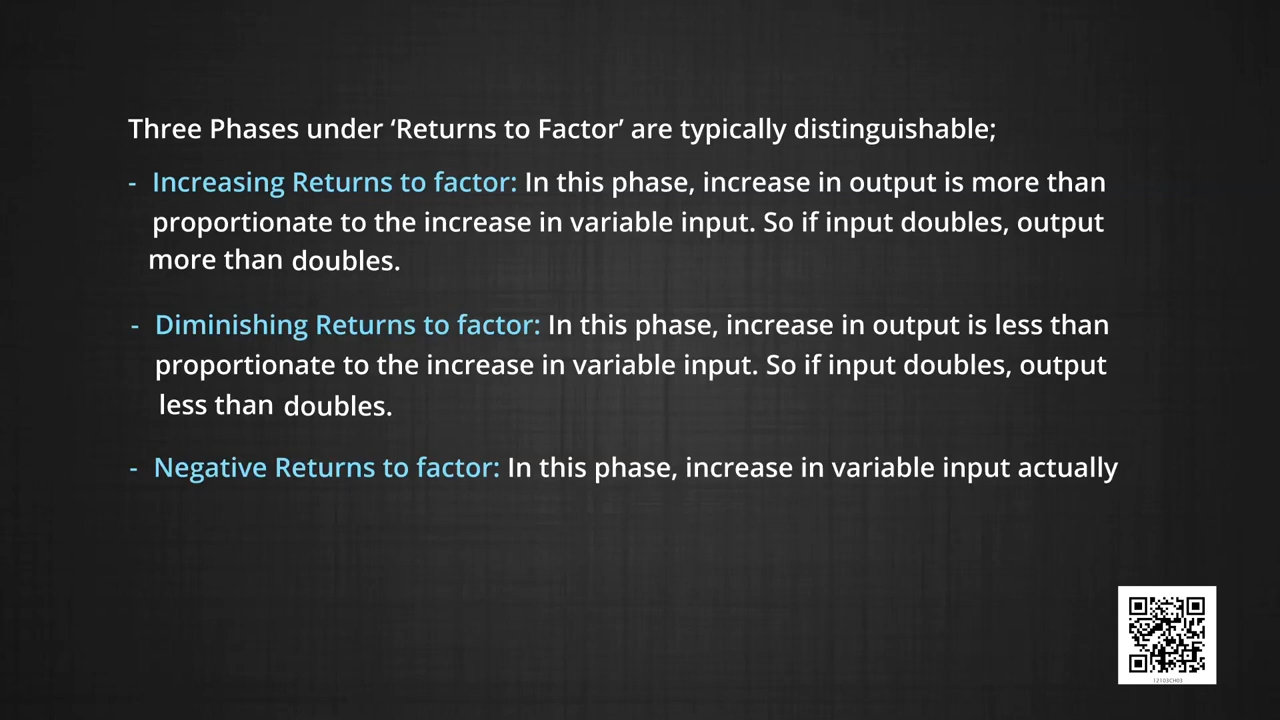 Three Phases under ‘Returns to Factor’ are typically distinguishable;
- Increasing Returns to factor: In this phase, increase in output is more than
proportionate to the increase in variable input. So if input doubles, output
more than doubles.
- Diminishing Returns to factor: In this phase, increase in output is less than
proportionate to the increase in variable input. So if input doubles, output
less than doubles.
- Negative Returns to factor: In this phase, increase in variable input actually
12103CH03